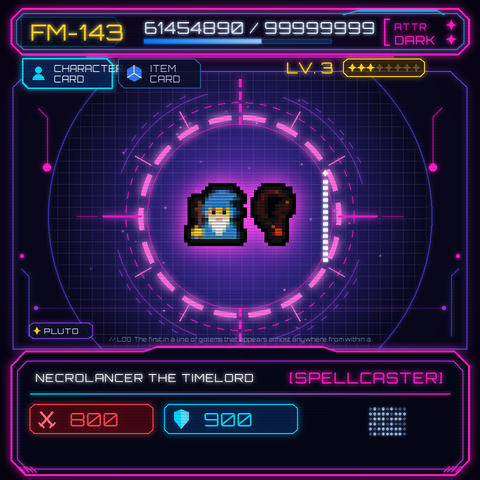 FM-143
61454890 / 99999999
ATTR
DARK
CHARACTER
CARD
ITEM
CARD
LV. 3
PLUTO
// LOG: The first in a line of golems that appears almost anywhere from within a
NECROLANCER THE TIMELORD
[SPELLCASTER]
800
900